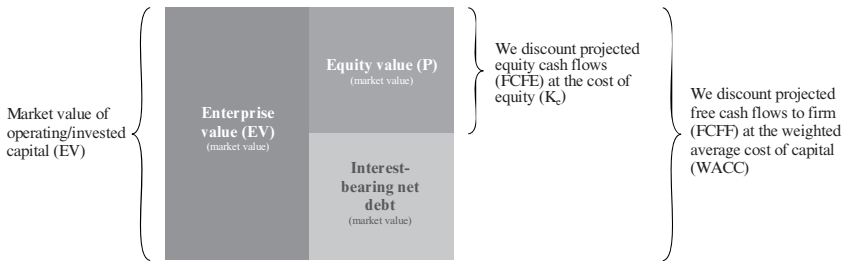 Market value of
operating/invested
capital (EV)
Enterprise
value (EV)
(market value)
Equity value (P)
(market value)
Interest-
bearing net
debt
(market value)
We discount projected
equity cash flows
(FCFE) at the cost of
equity (Ke)
We discount projected
free cash flows to firm
(FCFF) at the weighted
average cost of capital
(WACC)